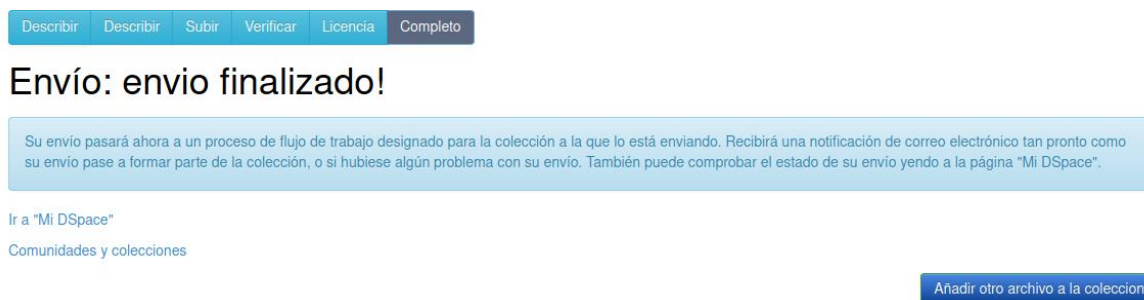 Describir Describir Subir Verificar Licencia Completo
Envío: envio finalizado!
Su envío pasará ahora a un proceso de flujo de trabajo designado para la colección a la que lo está enviando. Recibirá una notificación de correo electrónico tan pronto como
su envío pase a formar parte de la colección, o si hubiese algún problema con su envío. También puede comprobar el estado de su envío yendo a la página "Mi DSpace".
Ir a "Mi DSpace"
Comunidades y colecciones
Añadir otro archivo a la coleccion